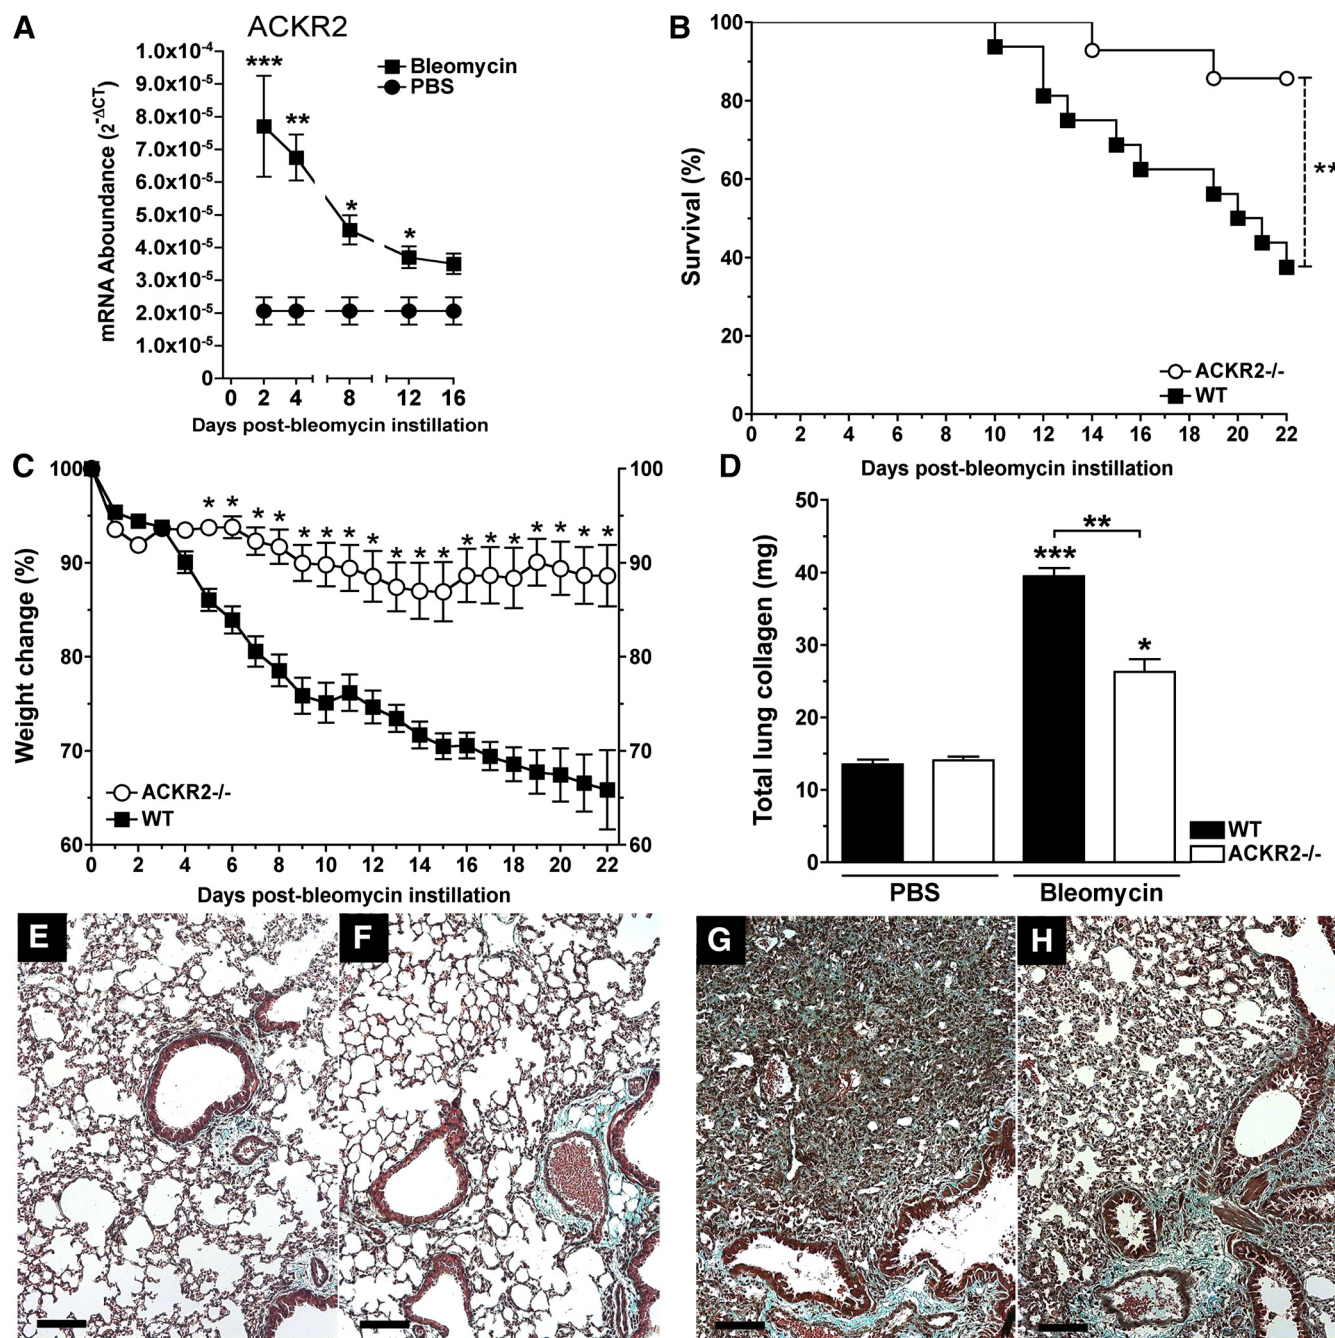 A
ACKR2
mRNA Aboundance (2^-ΔCT)
1.0x10-4
9.0x10-5
8.0x10-5
7.0x10-5
6.0x10-5
5.0x10-5
4.0x10-5
3.0x10-5
2.0x10-5
1.0x10-5
0
***
**
*
*
Bleomycin
PBS
0 2 4 8 12 16
Days post-bleomycin instillation
B
Survival (%)
100
80
60
40
20
0
**
ACKR2-/-
WT
0 2 4 6 8 10 12 14 16 18 20 22
Days post-bleomycin instillation
C
Weight change (%)
100 100
90 90
80 80
70 70
60 60
* * * * * * * * * * * * * * * * * *
ACKR2-/-
WT
0 2 4 6 8 10 12 14 16 18 20 22
Days post-bleomycin instillation
D
Total lung collagen (mg)
50
40
30
20
10
0
**
***
*
WT
ACKR2-/-
PBS Bleomycin
E F G H